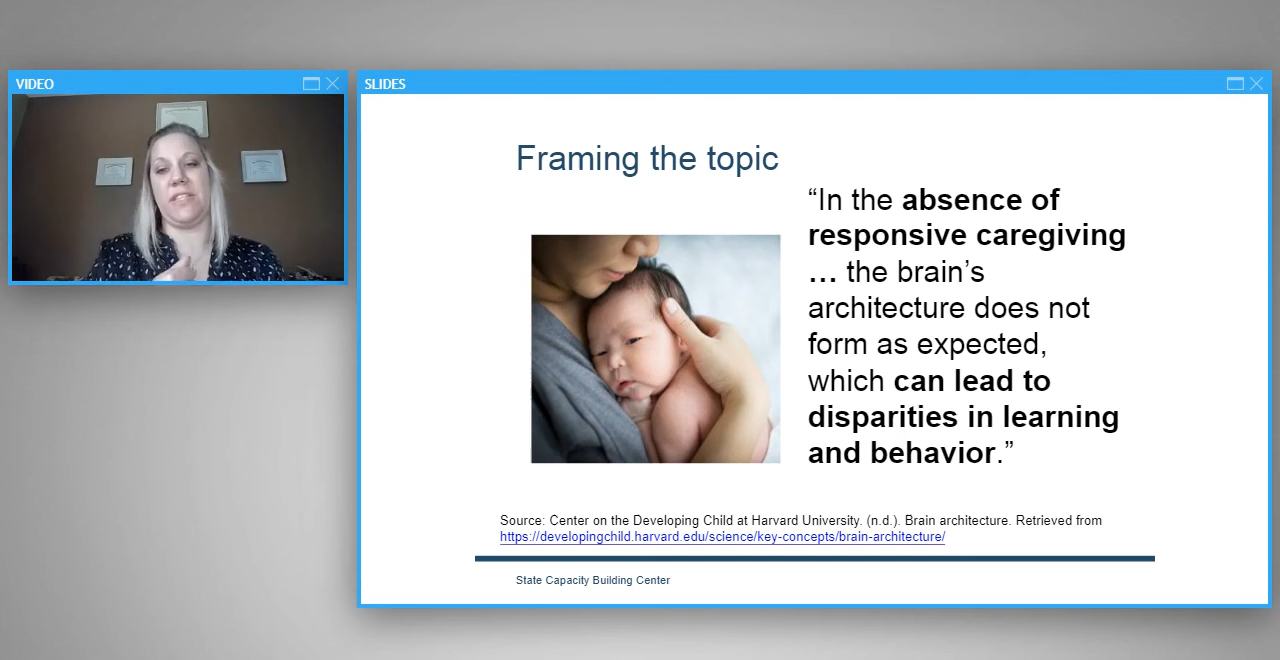 VIDEO
SLIDES
Framing the topic
“In the absence of
responsive caregiving
… the brain’s
architecture does not
form as expected,
which can lead to
disparities in learning
and behavior.”
Source: Center on the Developing Child at Harvard University. (n.d.). Brain architecture. Retrieved from
https://developingchild.harvard.edu/science/key-concepts/brain-architecture/
State Capacity Building Center